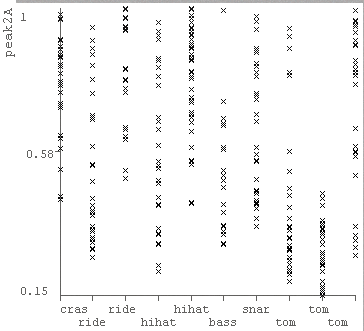 peak2A
1
0.58
0.15
cras ride hihat snar tom
ride hihat bass tom tom